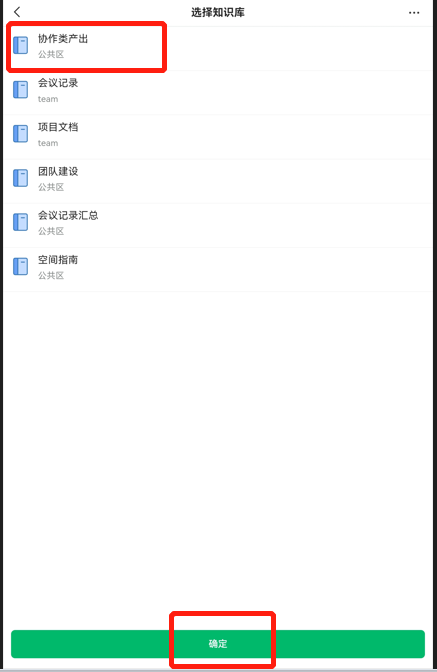 选择知识库
协作类产出
公共区
会议记录
team
项目文档
team
团队建设
公共区
会议记录汇总
公共区
空间指南
公共区
确定